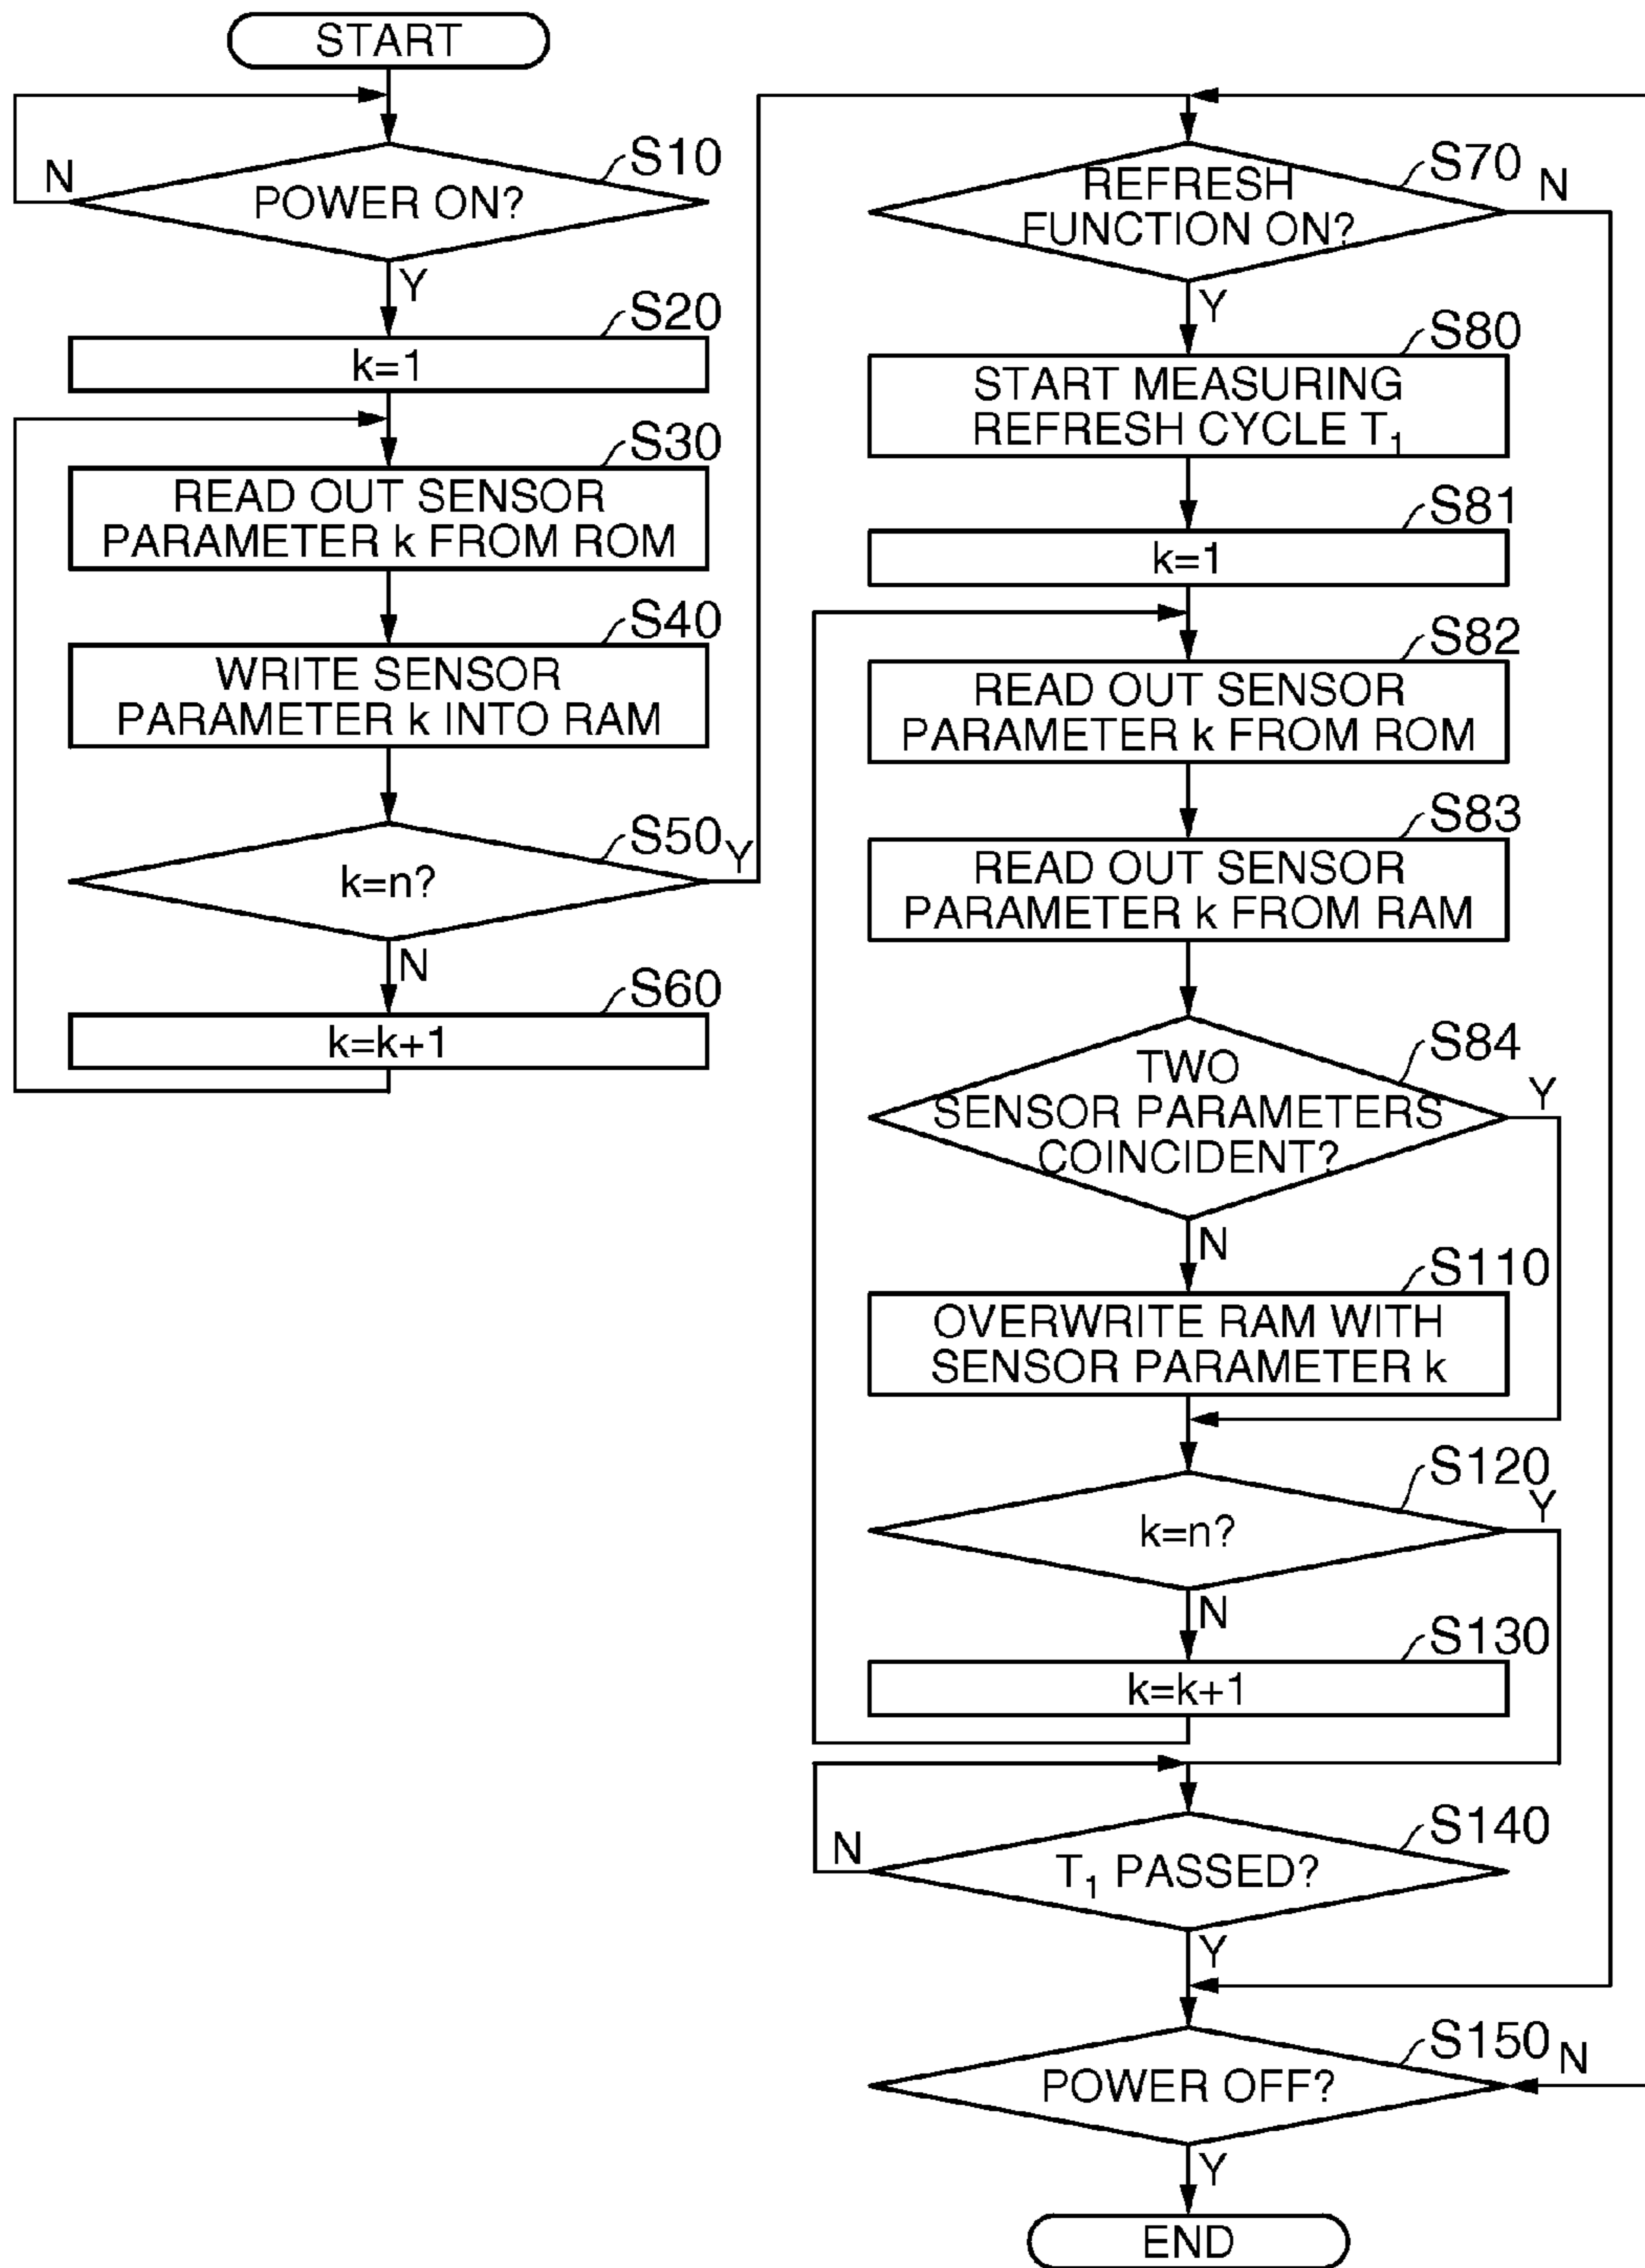 START
S10
N
POWER ON?
Y
S20
k=1
S30
READ OUT SENSOR
PARAMETER k FROM ROM
S40
WRITE SENSOR
PARAMETER k INTO RAM
S50
Y
k=n?
N
S60
k=k+1
S70
N
REFRESH
FUNCTION ON?
Y
S80
START MEASURING
REFRESH CYCLE T₁
S81
k=1
S82
READ OUT SENSOR
PARAMETER k FROM ROM
S83
READ OUT SENSOR
PARAMETER k FROM RAM
S84
Y
TWO
SENSOR PARAMETERS
COINCIDENT?
N
S110
OVERWRITE RAM WITH
SENSOR PARAMETER k
S120
Y
k=n?
N
S130
k=k+1
S140
N
T₁ PASSED?
Y
S150
N
POWER OFF?
Y
END